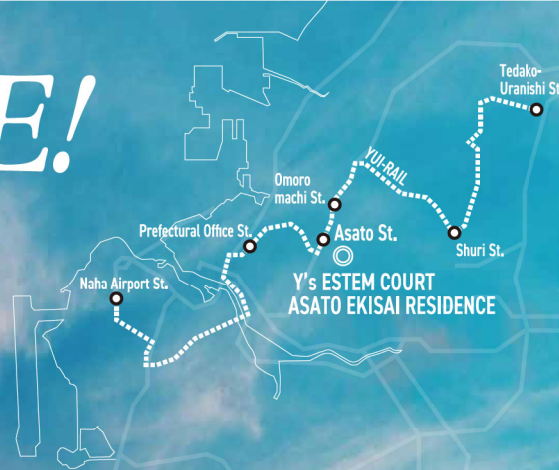 E!
Tedako-
Uranishi St
YUI-RAIL
Omoro
machi St.
Prefectural Office St.
Asato St.
Shuri St.
Y's ESTEM COURT
ASATO EKISAI RESIDENCE
Naha Airport St.